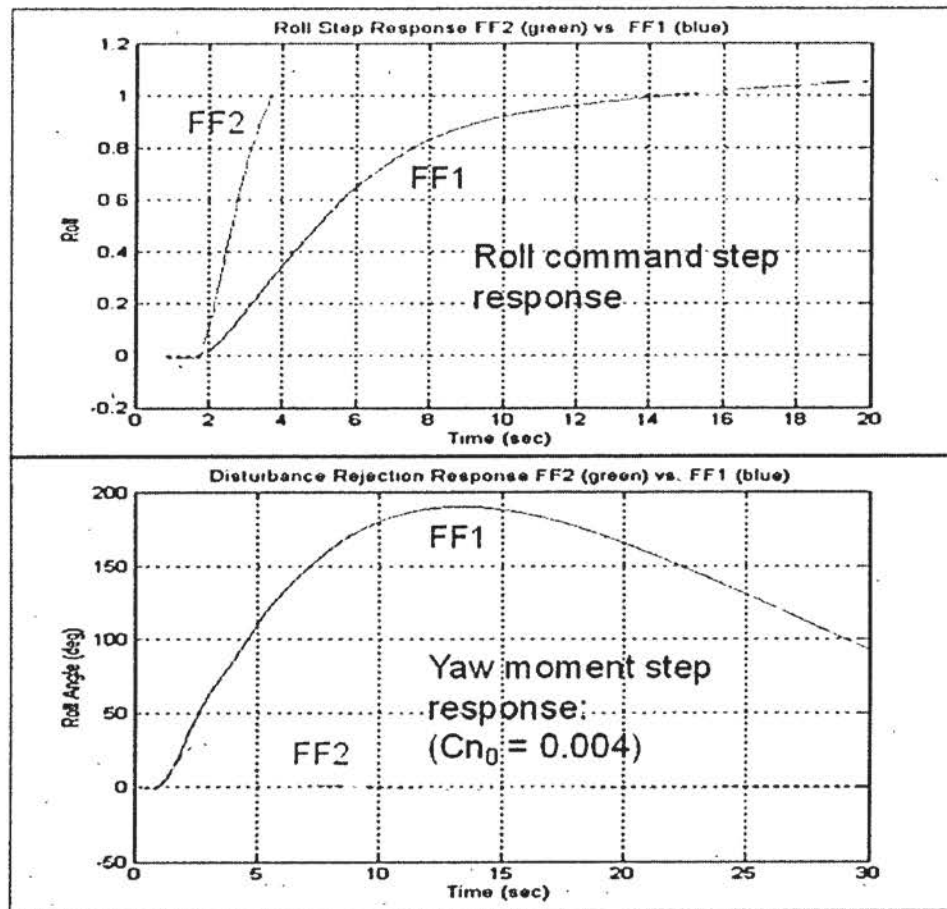 Roll Step Response FF2 (green) vs. FF1 (blue)
1.2
1
0.8
0.6
0.4
0.2
0
-0.2
Roll
FF2
FF1
Roll command step
response
0 2 4 6 8 10 12 14 16 18 20
Time (sec)
Disturbance Rejection Response FF2 (green) vs. FF1 (blue)
200
150
100
50
0
-50
Roll Angle (deg)
FF1
Yaw moment step
response:
(Cn₀ = 0.004)
FF2
0 5 10 15 20 25 30
Time (sec)